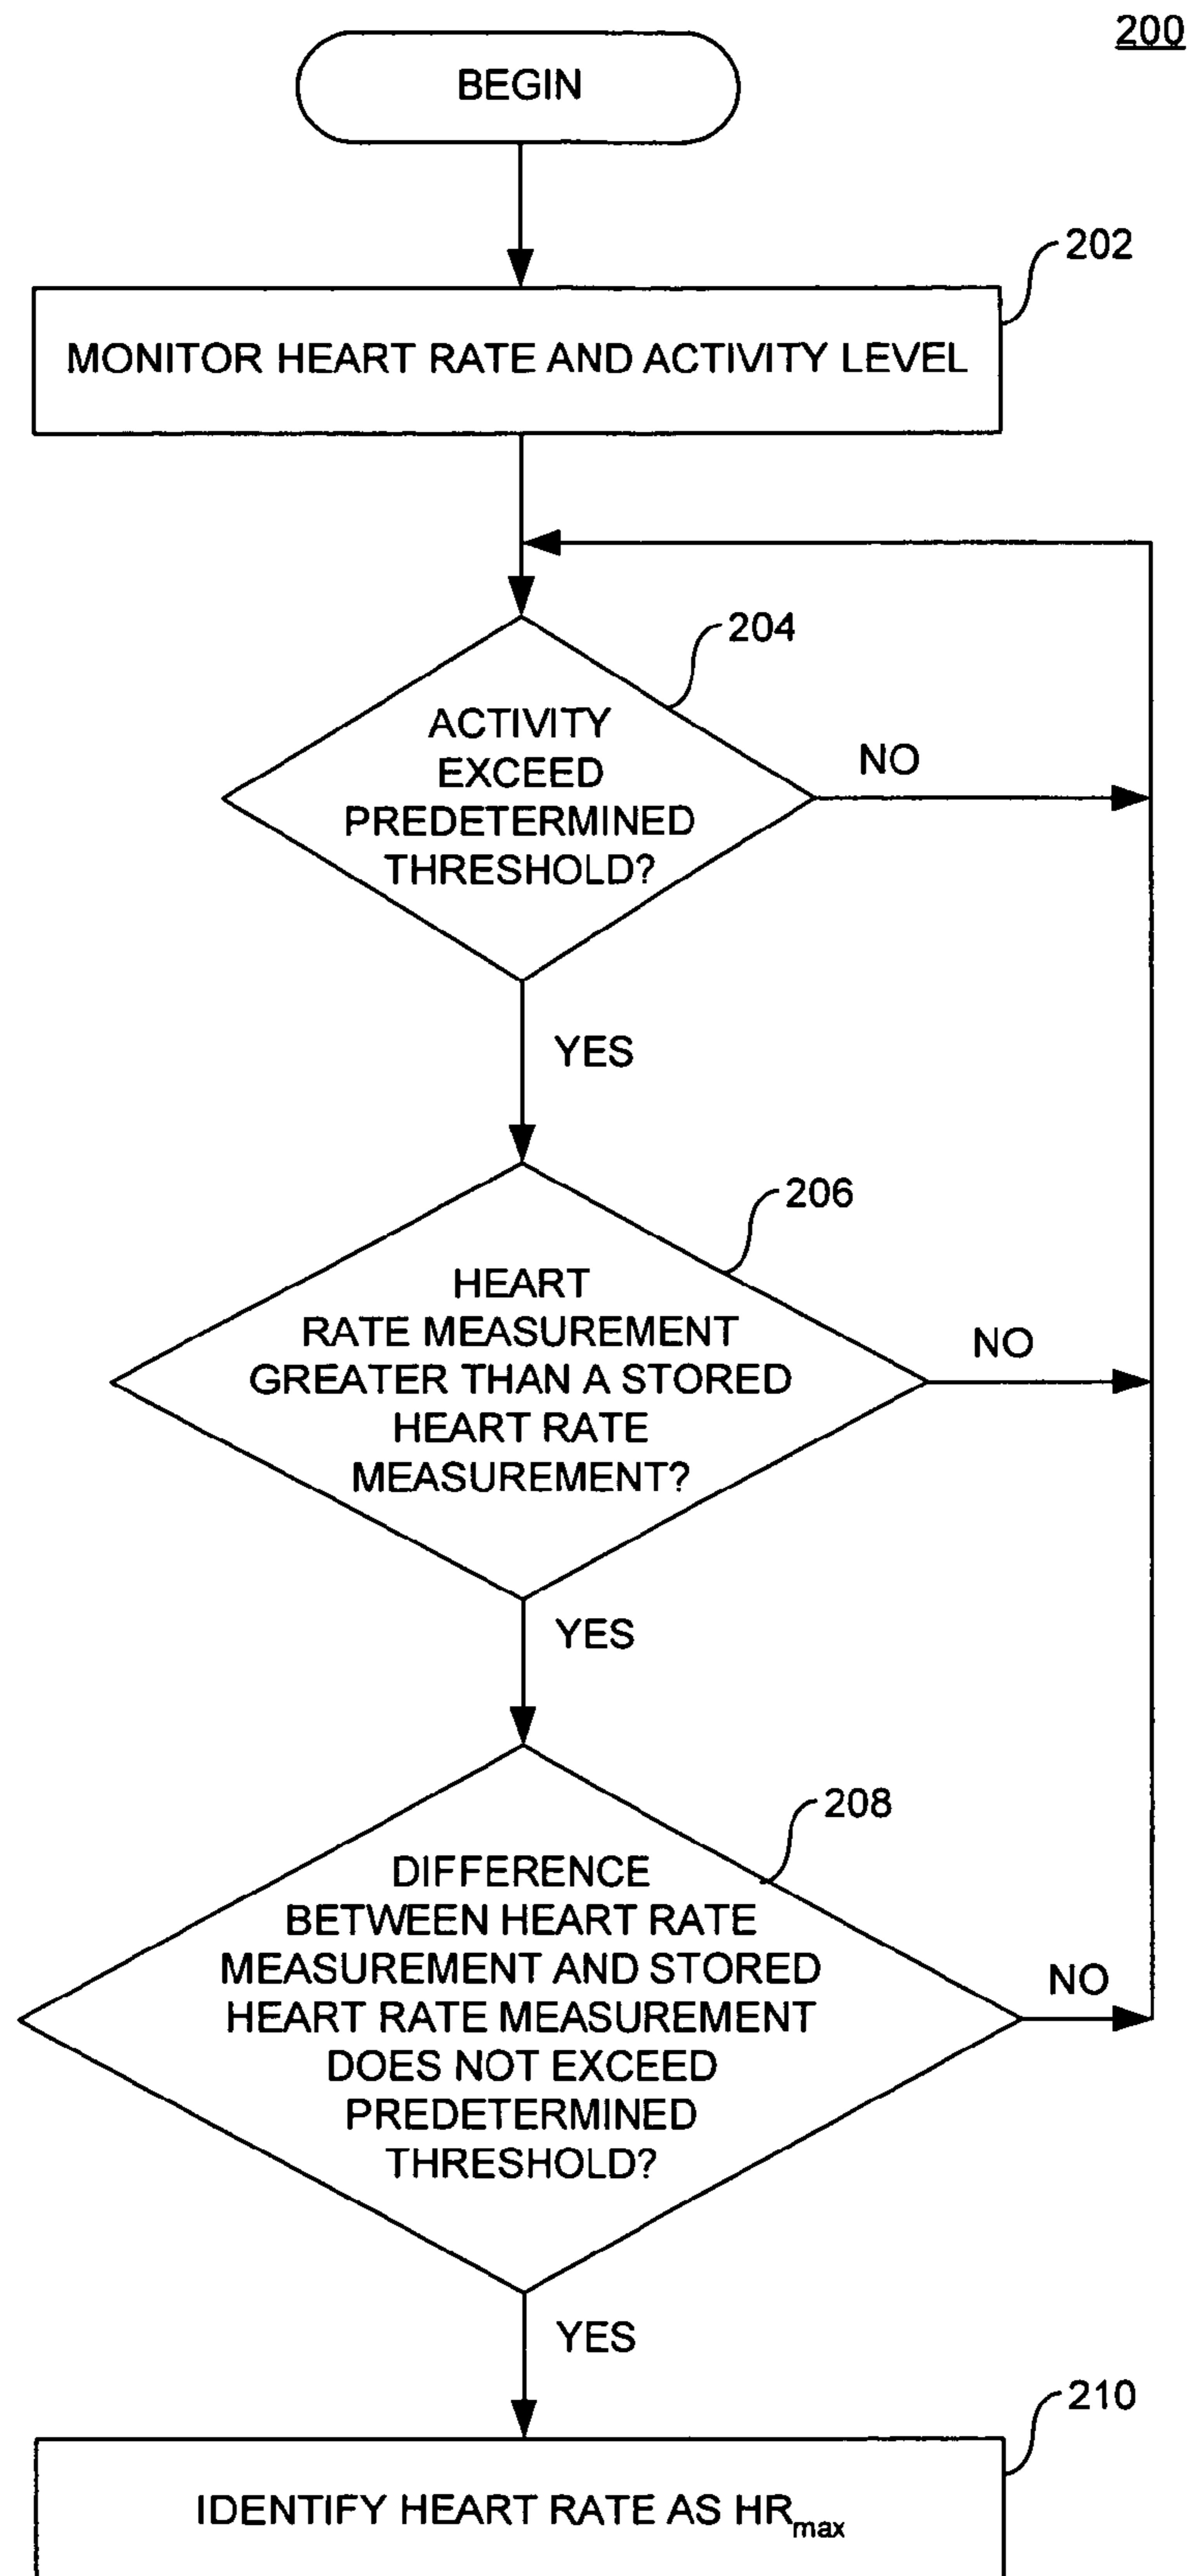 200
BEGIN
202
MONITOR HEART RATE AND ACTIVITY LEVEL
204
ACTIVITY
EXCEED
PREDETERMINED
THRESHOLD?
NO
YES
206
HEART
RATE MEASUREMENT
GREATER THAN A STORED
HEART RATE
MEASUREMENT?
NO
YES
208
DIFFERENCE
BETWEEN HEART RATE
MEASUREMENT AND STORED
HEART RATE MEASUREMENT
DOES NOT EXCEED
PREDETERMINED
THRESHOLD?
NO
YES
210
IDENTIFY HEART RATE AS HRmax